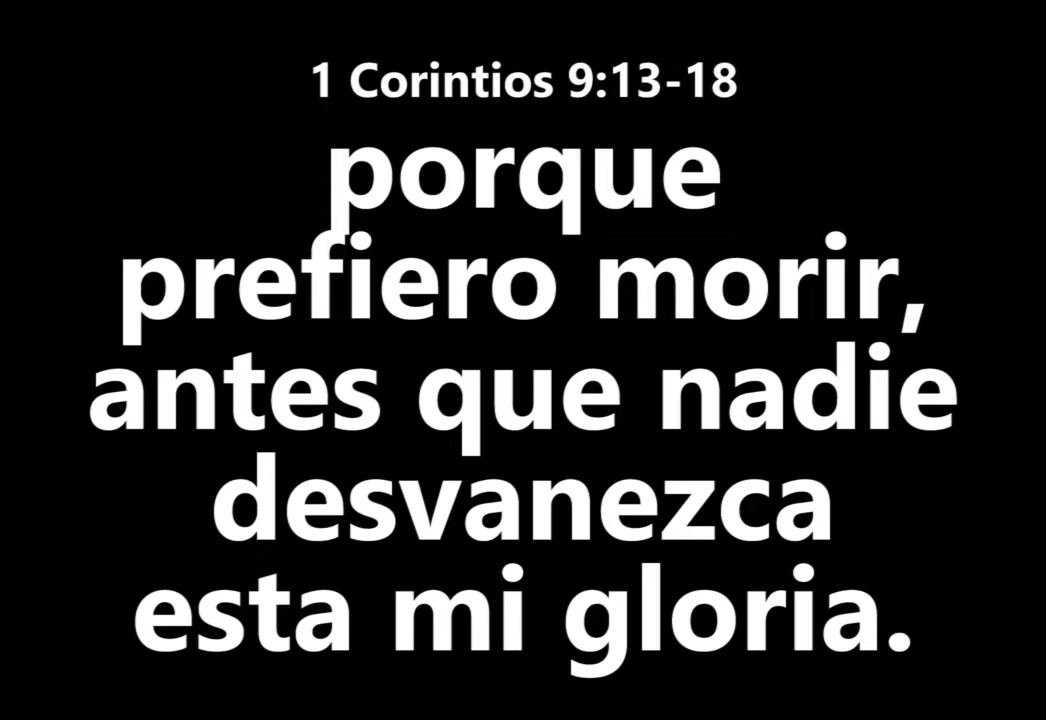 1 Corintios 9:13-18
porque
prefiero morir,
antes que nadie
desvanezca
esta mi gloria.